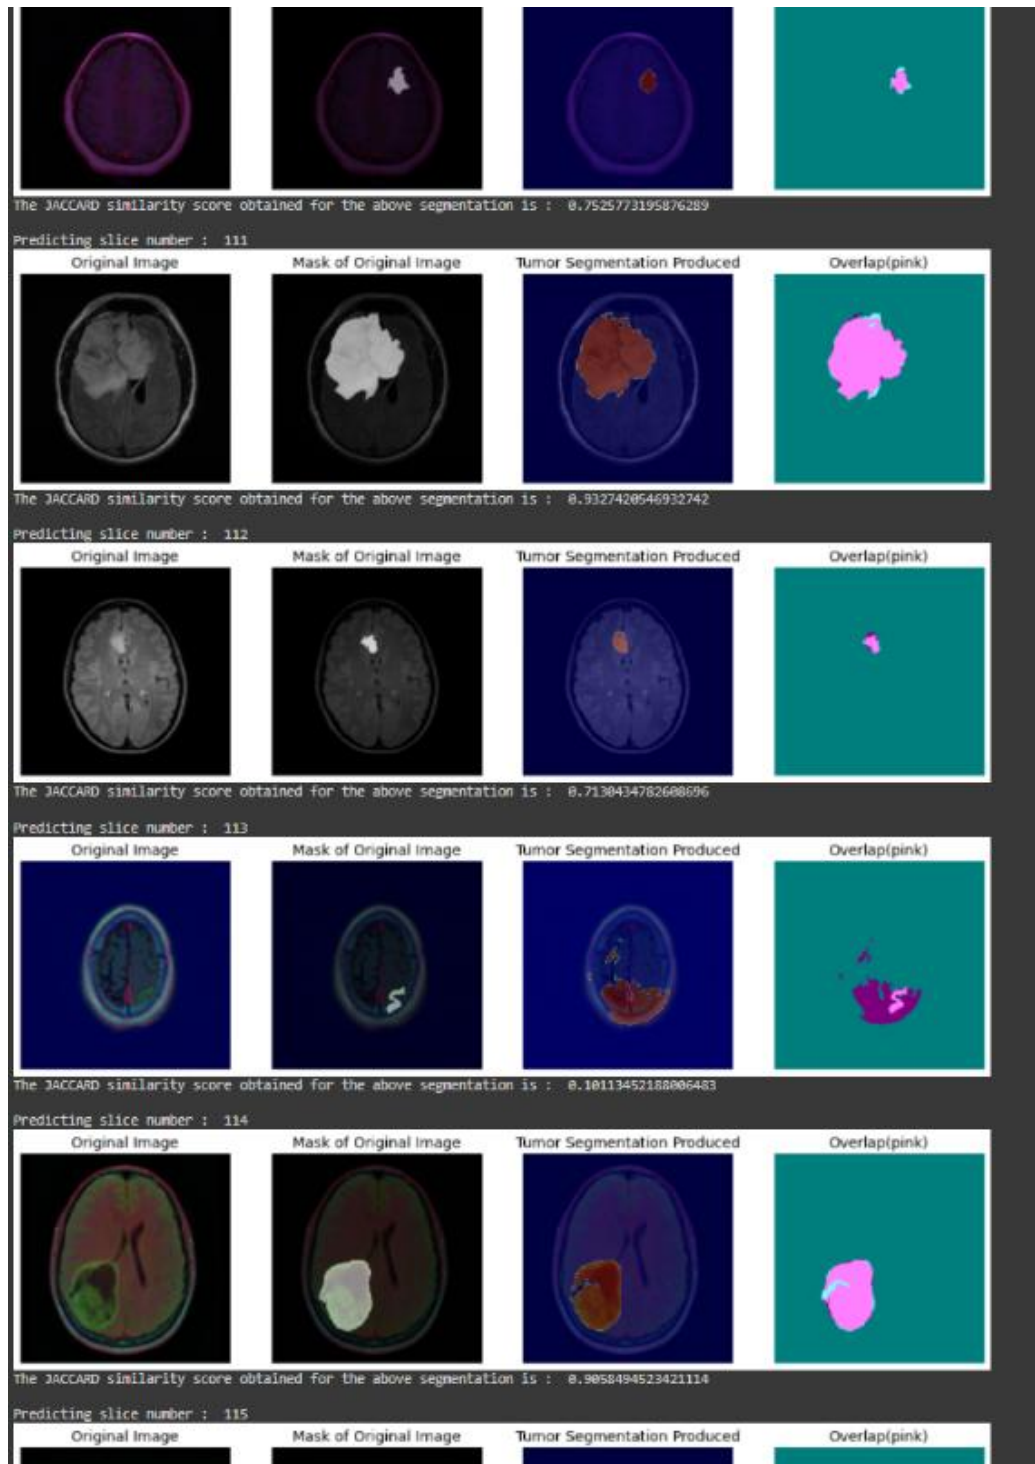 The JACCARD similarity score obtained for the above segmentation is :  0.7525773195876289
Predicting slice number :  111
Original Image Mask of Original Image Tumor Segmentation Produced Overlap(pink)
The JACCARD similarity score obtained for the above segmentation is :  0.9327420546932742
Predicting slice number :  112
Original Image Mask of Original Image Tumor Segmentation Produced Overlap(pink)
The JACCARD similarity score obtained for the above segmentation is :  0.7130434782608696
Predicting slice number :  113
Original Image Mask of Original Image Tumor Segmentation Produced Overlap(pink)
The JACCARD similarity score obtained for the above segmentation is :  0.10113452188006483
Predicting slice number :  114
Original Image Mask of Original Image Tumor Segmentation Produced Overlap(pink)
The JACCARD similarity score obtained for the above segmentation is :  0.9058494523421114
Predicting slice number :  115
Original Image Mask of Original Image Tumor Segmentation Produced Overlap(pink)